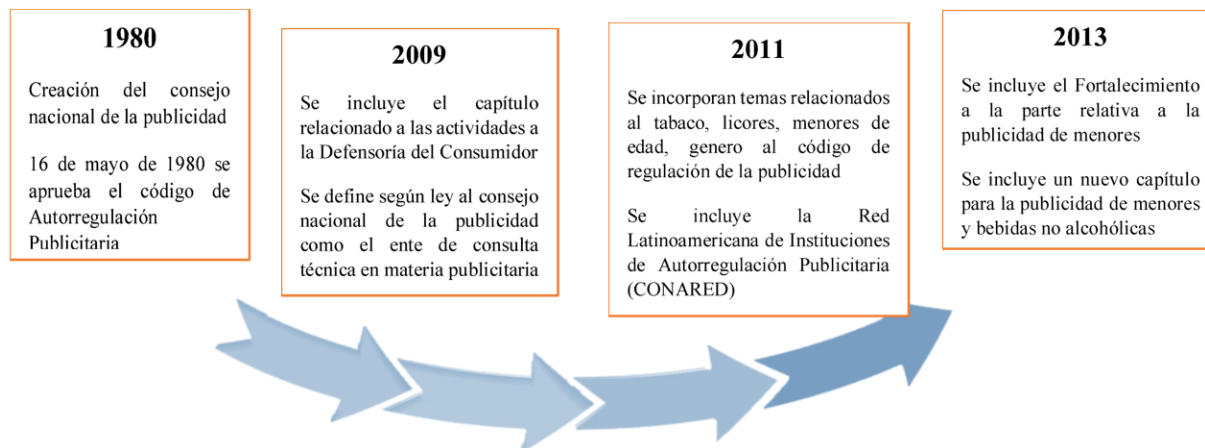 1980
Creación del consejo
nacional de la publicidad
16 de mayo de 1980 se
aprueba el código de
Autorregulación
Publicitaria
2009
Se incluye el capítulo
relacionado a las actividades a
la Defensoría del Consumidor
Se define según ley al consejo
nacional de la publicidad
como el ente de consulta
técnica en materia publicitaria
2011
Se incorporan temas relacionados
al tabaco, licores, menores de
edad, genero al código de
regulación de la publicidad
Se incluye la Red
Latinoamericana de Instituciones
de Autorregulación Publicitaria
(CONARED)
2013
Se incluye el Fortalecimiento
a la parte relativa a la
publicidad de menores
Se incluye un nuevo capítulo
para la publicidad de menores
y bebidas no alcohólicas